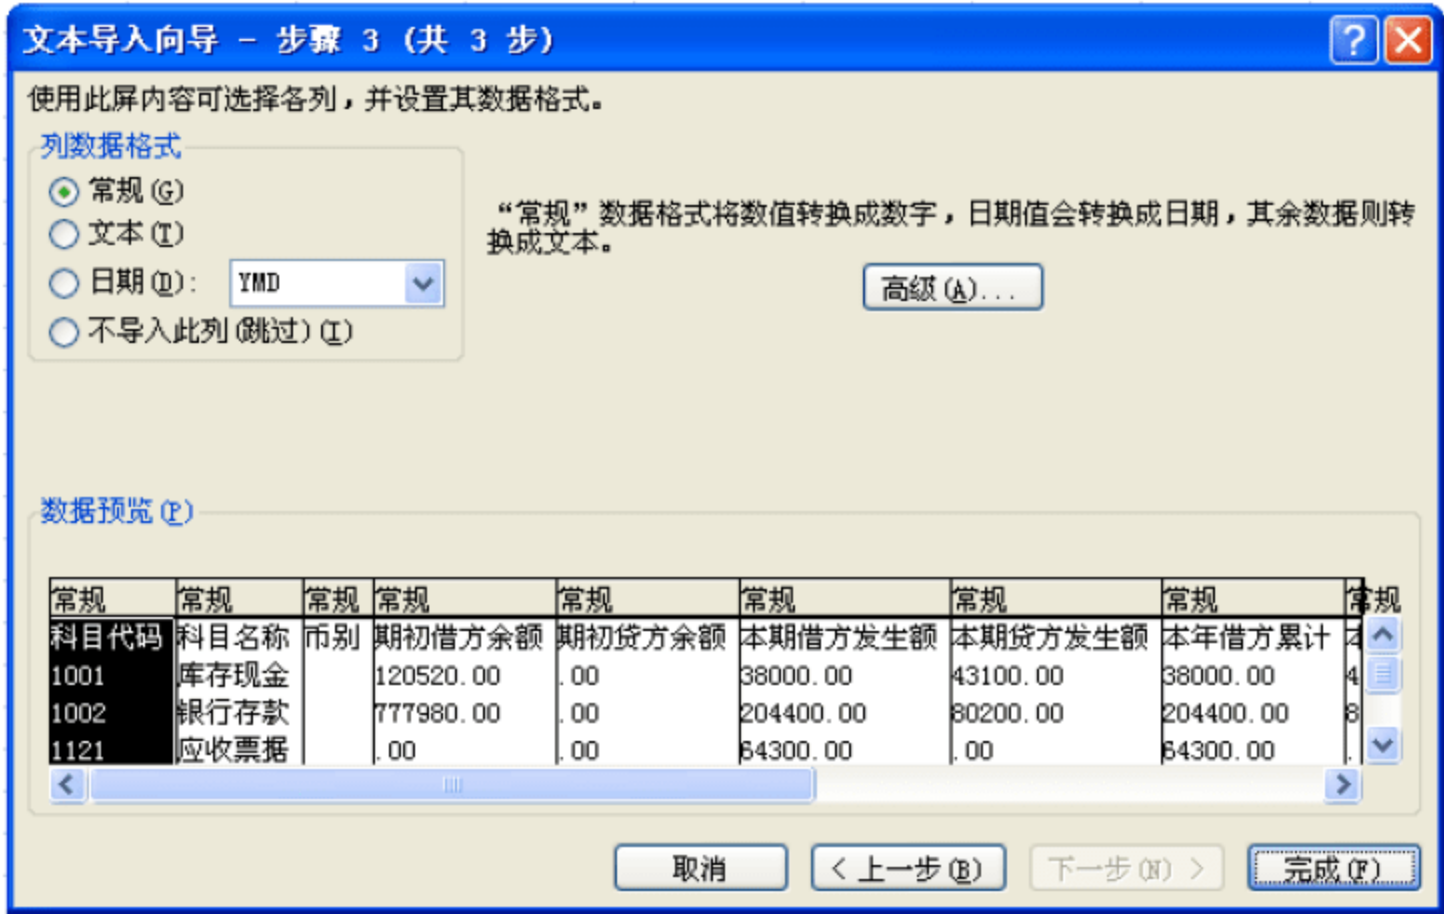 文本导入向导 - 步骤 3 (共 3 步)
使用此屏内容可选择各列，并设置其数据格式。
列数据格式
常规(G)
文本(T)
日期(D): YMD
不导入此列(跾过)(I)
“常规”数据格式将数值转换成数字，日期值会转换成日期，其余数据则转
换成文本。
高级(A)...
数据预览(P)
常规 常规 常规 常规 常规 常规 常规 常规 常规
科目代码 科目名称 币别 期初借方余额 期初贷方余额 本期借方发生额 本期贷方发生额 本年借方累计
1001 库存现金 120520.00 .00 38000.00 43100.00 38000.00 4
1002 银行存款 777980.00 .00 204400.00 80200.00 204400.00 8
1121 应收票据 .00 .00 64300.00 .00 64300.00 .
取消 < 上一步(B) 下一步(N) > 完成(F)